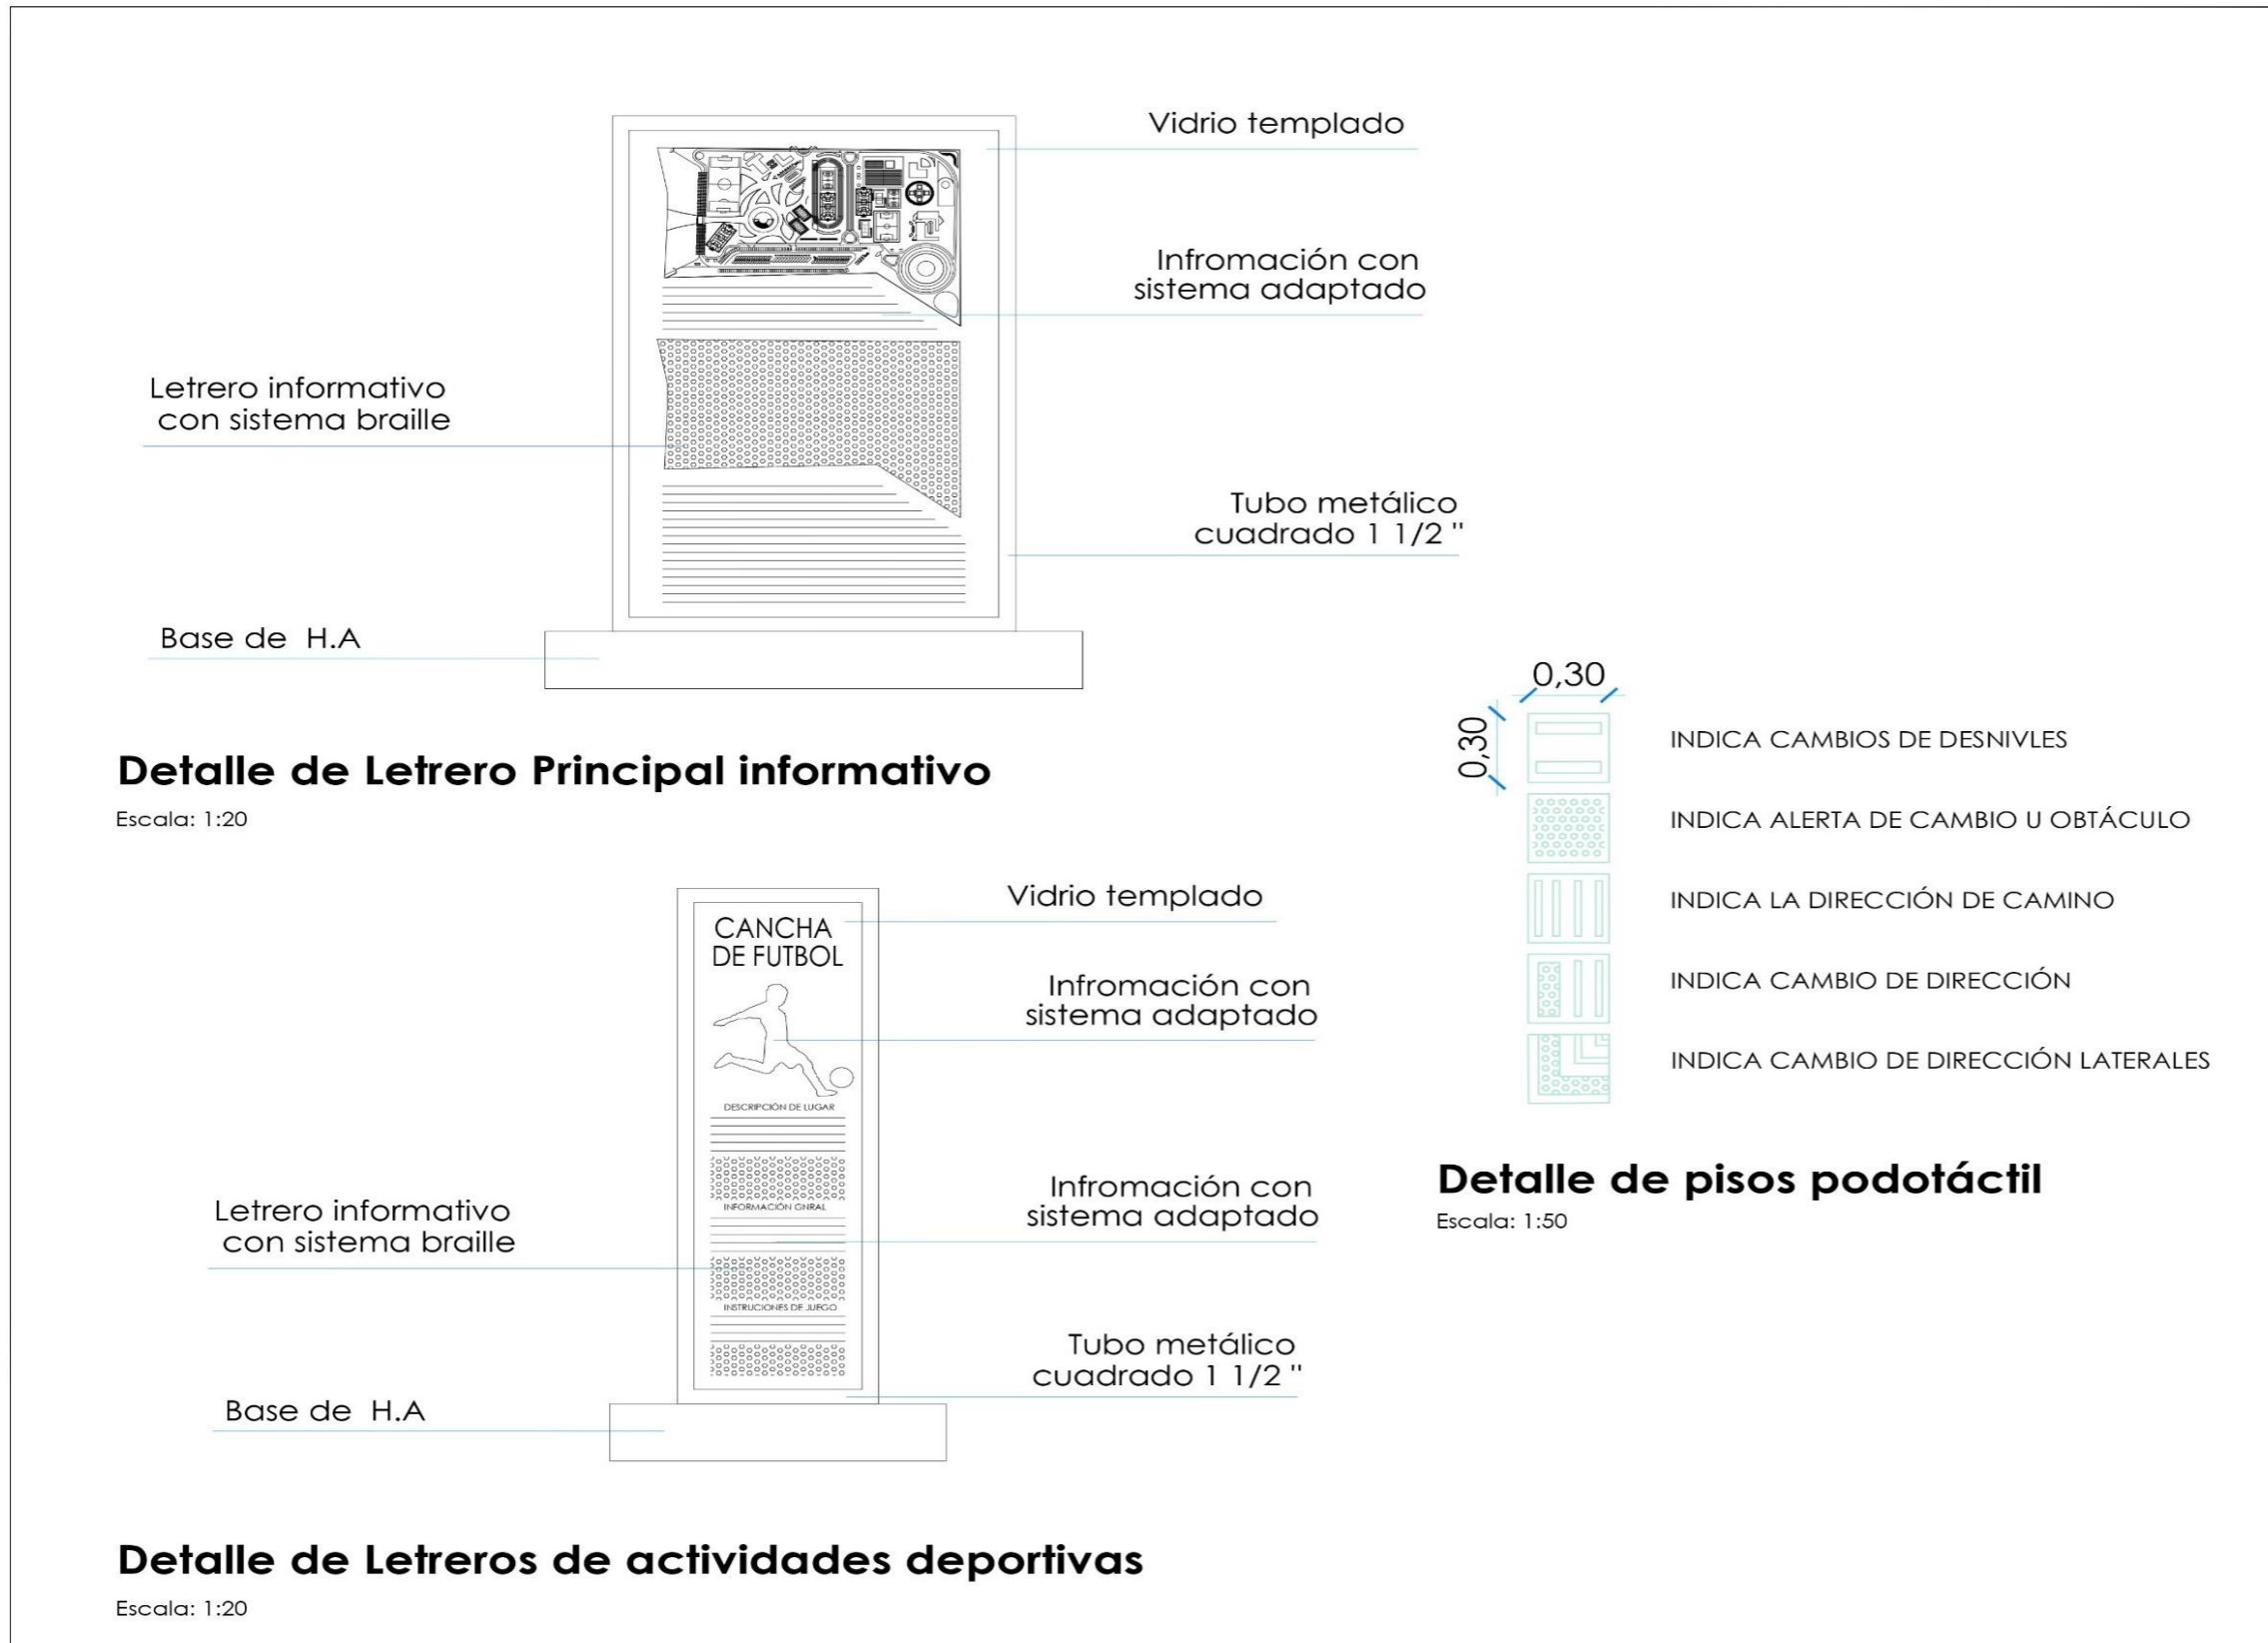 Vidrio templado
Infromación con
sistema adaptado
Letrero informativo
con sistema braille
Tubo metálico
cuadrado 1 1/2 "
Base de H.A
Detalle de Letrero Principal informativo
Escala: 1:20
CANCHA
DE FUTBOL
DESCRIPCIÓN DE LUGAR
INFORMACIÓN GNRAL
INSTRUCIONES DE JUEGO
Vidrio templado
Infromación con
sistema adaptado
Infromación con
sistema adaptado
Letrero informativo
con sistema braille
Tubo metálico
cuadrado 1 1/2 "
Base de H.A
Detalle de Letreros de actividades deportivas
Escala: 1:20
0,30
0,30
INDICA CAMBIOS DE DESNIVLES
INDICA ALERTA DE CAMBIO U OBTÁCULO
INDICA LA DIRECCIÓN DE CAMINO
INDICA CAMBIO DE DIRECCIÓN
INDICA CAMBIO DE DIRECCIÓN LATERALES
Detalle de pisos podotáctil
Escala: 1:50